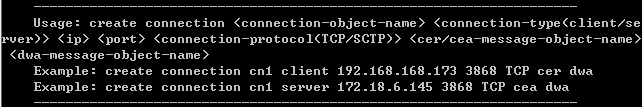 ------------------------------------------------------------------
Usage: create connection <connection-object-name> <connection-type(client/se
rver)> <ip> <port> <connection-protocol(TCP/SCTP)> <cer/cea-message-object-name>
<dwa-message-object-name>
Example: create connection cn1 client 192.168.168.173 3868 TCP cer dwa
Example: create connection cn1 server 172.18.6.145 3868 TCP cea dwa
------------------------------------------------------------------